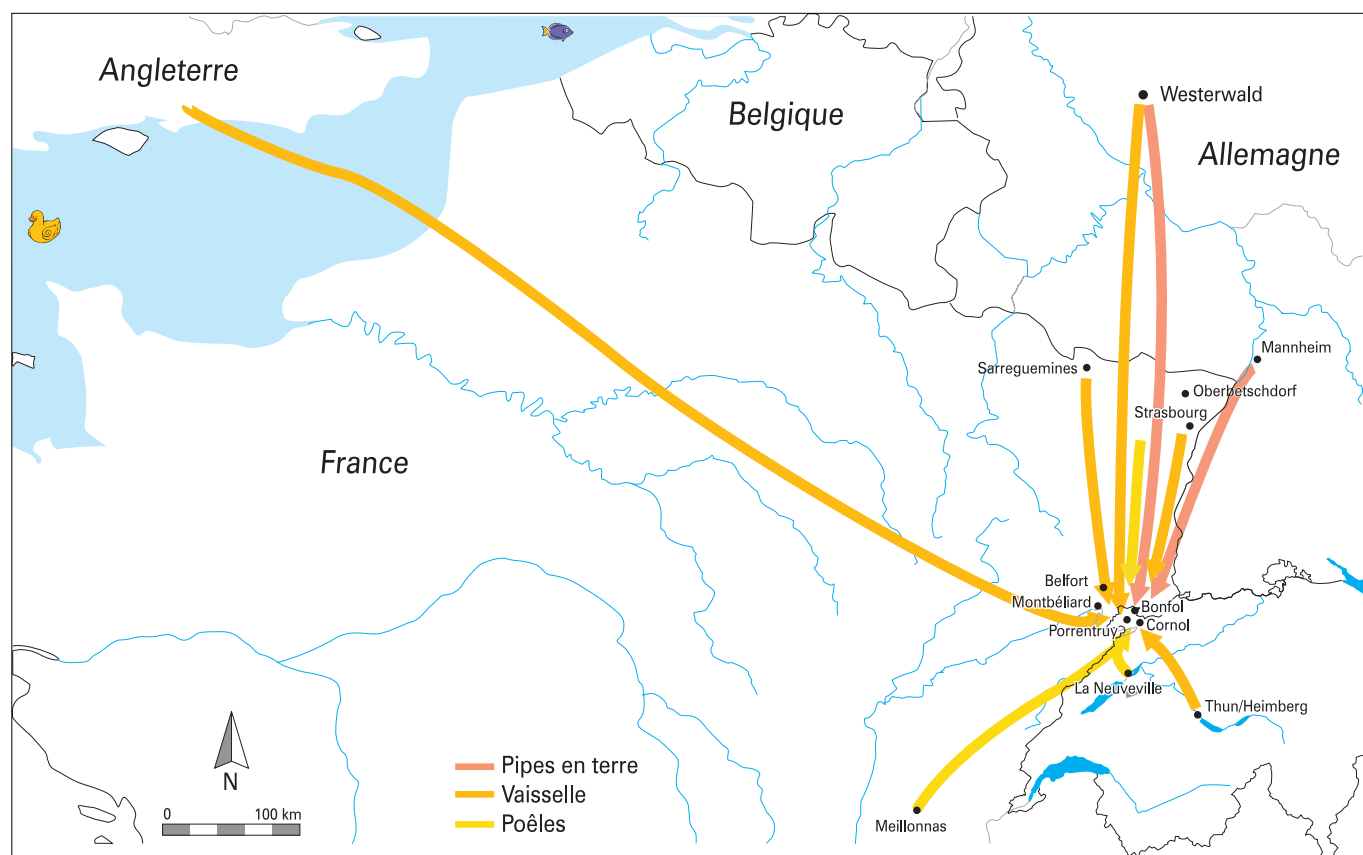 Angleterre
Belgique
Westerwald
Allemagne
Mannheim
Sarreguemines
Oberbetschdorf
Strasbourg
France
Belfort
Montbéliard
Bonfol
Porrentruy
Cornol
La Neuveville
Thun/Heimberg
Meillonnas
N
0 100 km
Pipes en terre
Vaisselle
Poêles